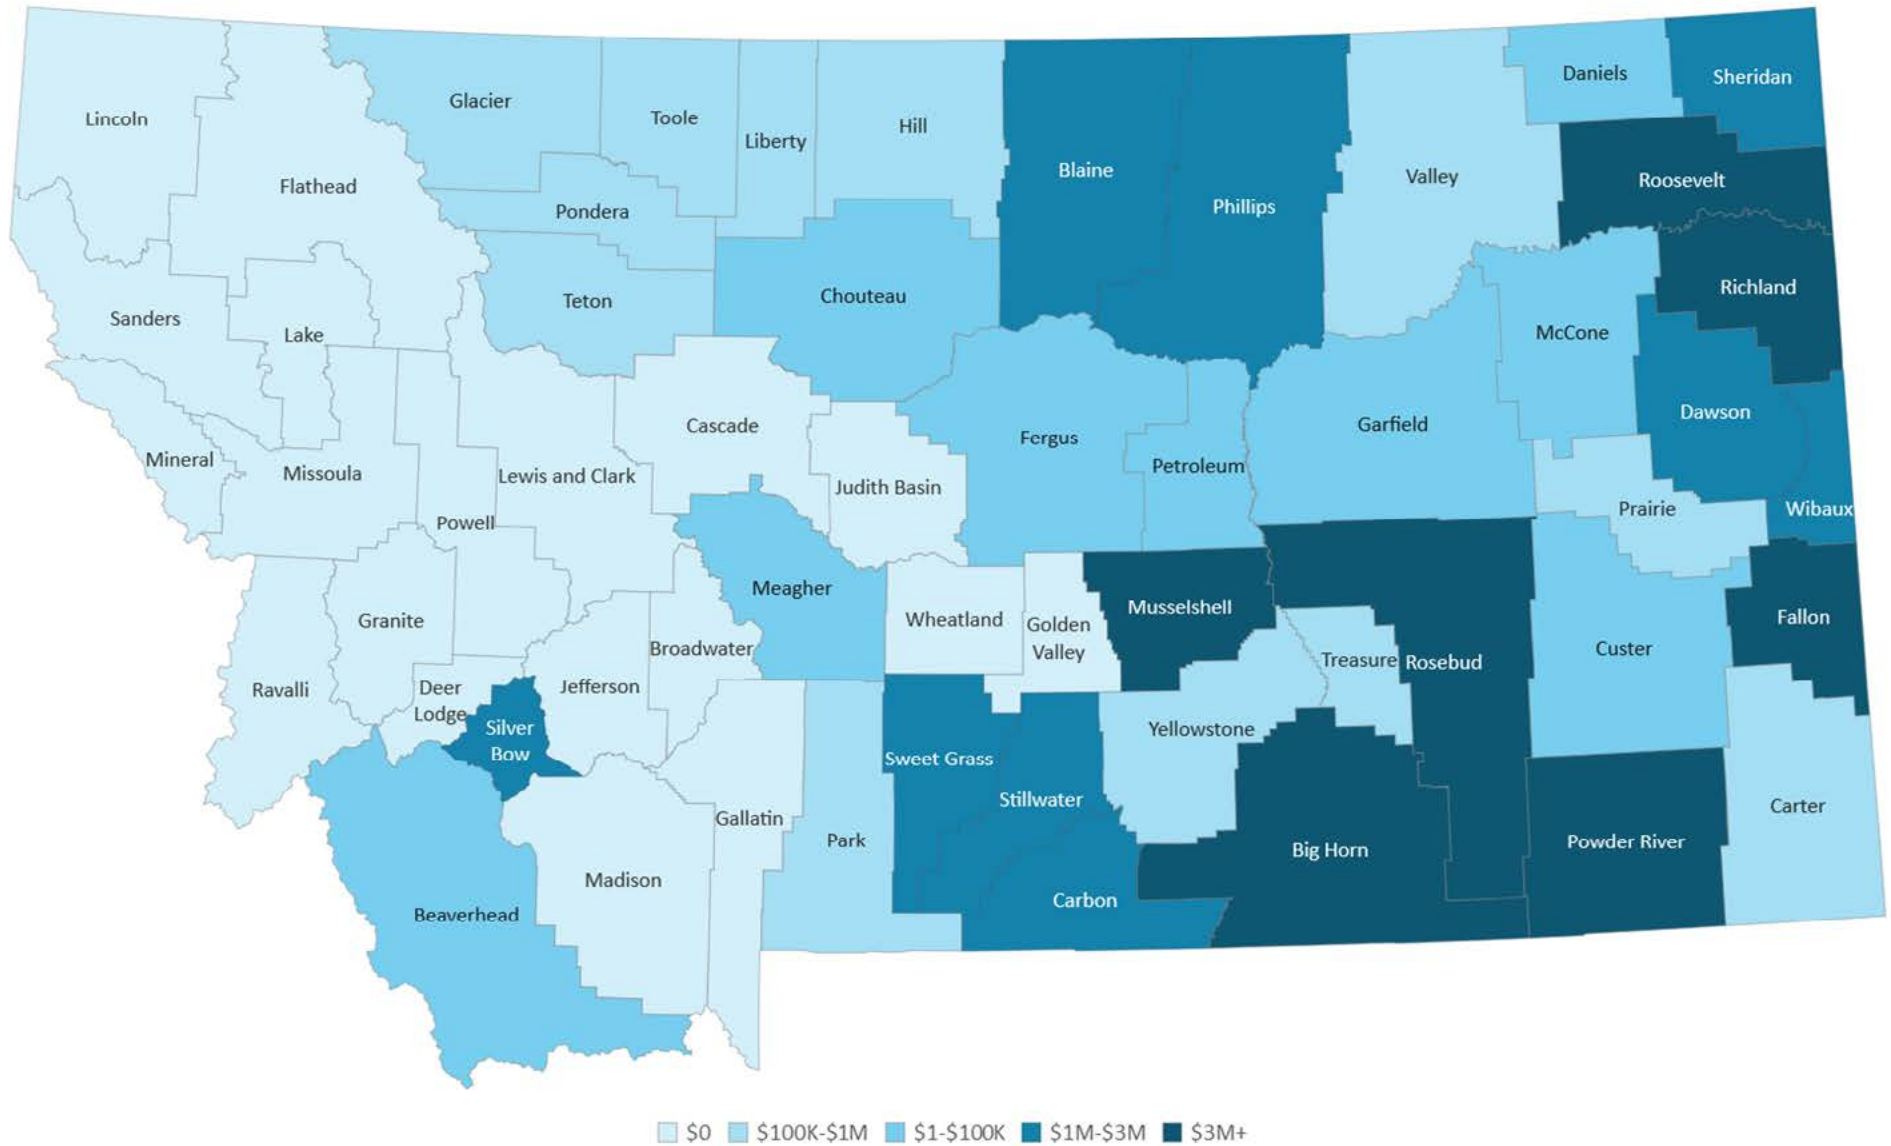 Daniels
Sheridan
Glacier
Toole
Lincoln
Hill
Liberty
Blaine
Valley
Roosevelt
Flathead
Phillips
Pondera
Richland
Chouteau
Teton
Sanders
Lake
McCone
Dawson
Cascade
Garfield
Fergus
Mineral
Petroleum
Missoula
Lewis and Clark
Judith Basin
Prairie
Wibaux
Powell
Meagher
Musselshell
Fallon
Granite
Wheatland
Golden
Valley
Broadwater
Custer
Treasure
Rosebud
Ravalli
Deer
Lodge
Jefferson
Silver
Bow
Yellowstone
Sweet Grass
Stillwater
Carter
Gallatin
Park
Powder River
Big Horn
Madison
Carbon
Beaverhead
$0 $100K-$1M $1-$100K $1M-$3M $3M+